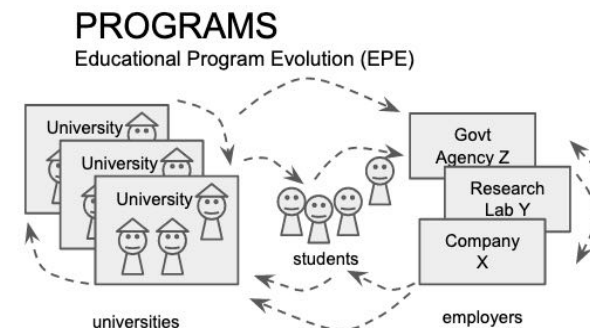 PROGRAMS
Educational Program Evolution (EPE)
University
University
University
Govt
Agency Z
Research
Lab Y
Company
X
students
universities
employers